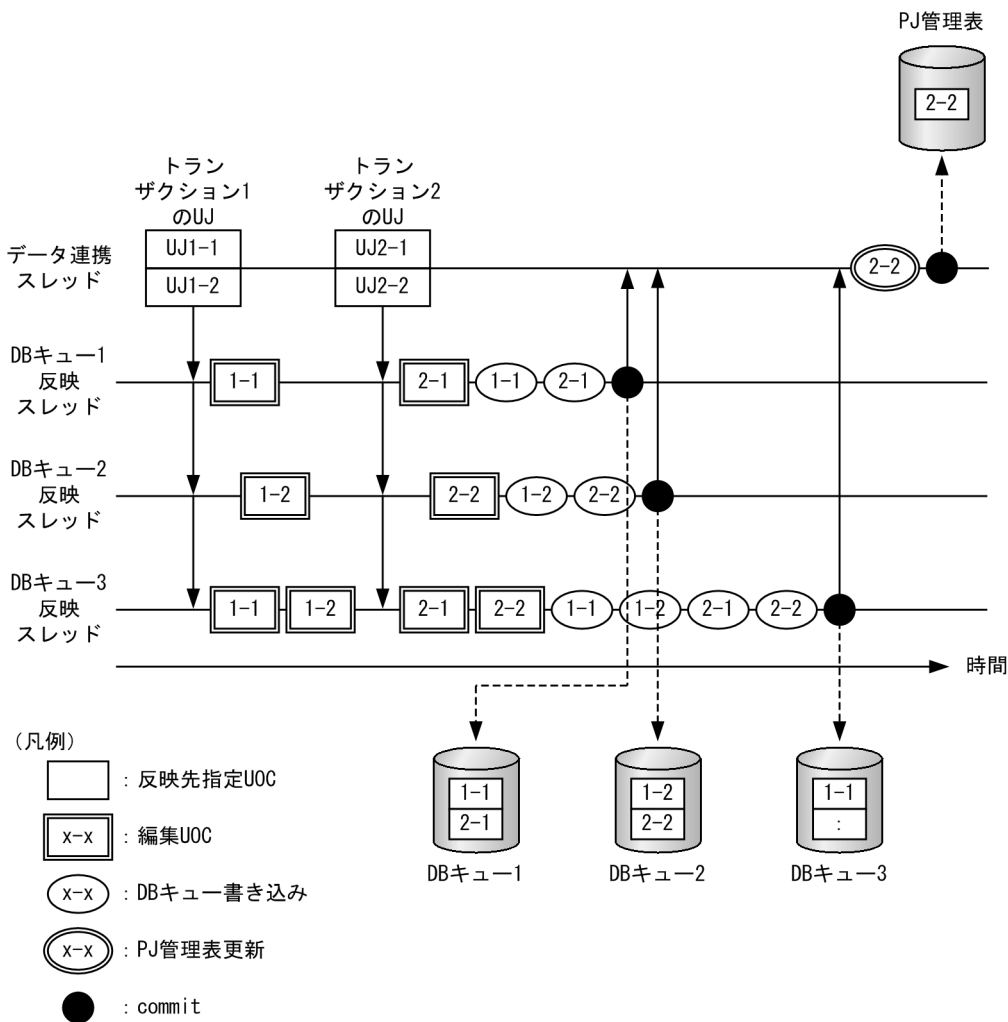 PJ管理表
2-2
トラン
ザクション1
のUJ
トラン
ザクション2
のUJ
UJ1-1
UJ1-2
UJ2-1
UJ2-2
データ連携
スレッド
2-2
DBキュー1
反映
スレッド
1-1
2-1
1-1
2-1
DBキュー2
反映
スレッド
1-2
2-2
1-2
2-2
DBキュー3
反映
スレッド
1-1
1-2
2-1
2-2
1-1
1-2
2-1
2-2
時間
1-1
2-1
DBキュー1
1-2
2-2
DBキュー2
1-1
:
DBキュー3
(凡例)
: 反映先指定UOC
x-x : 編集UOC
x-x : DBキュー書き込み
x-x : PJ管理表更新
: commit